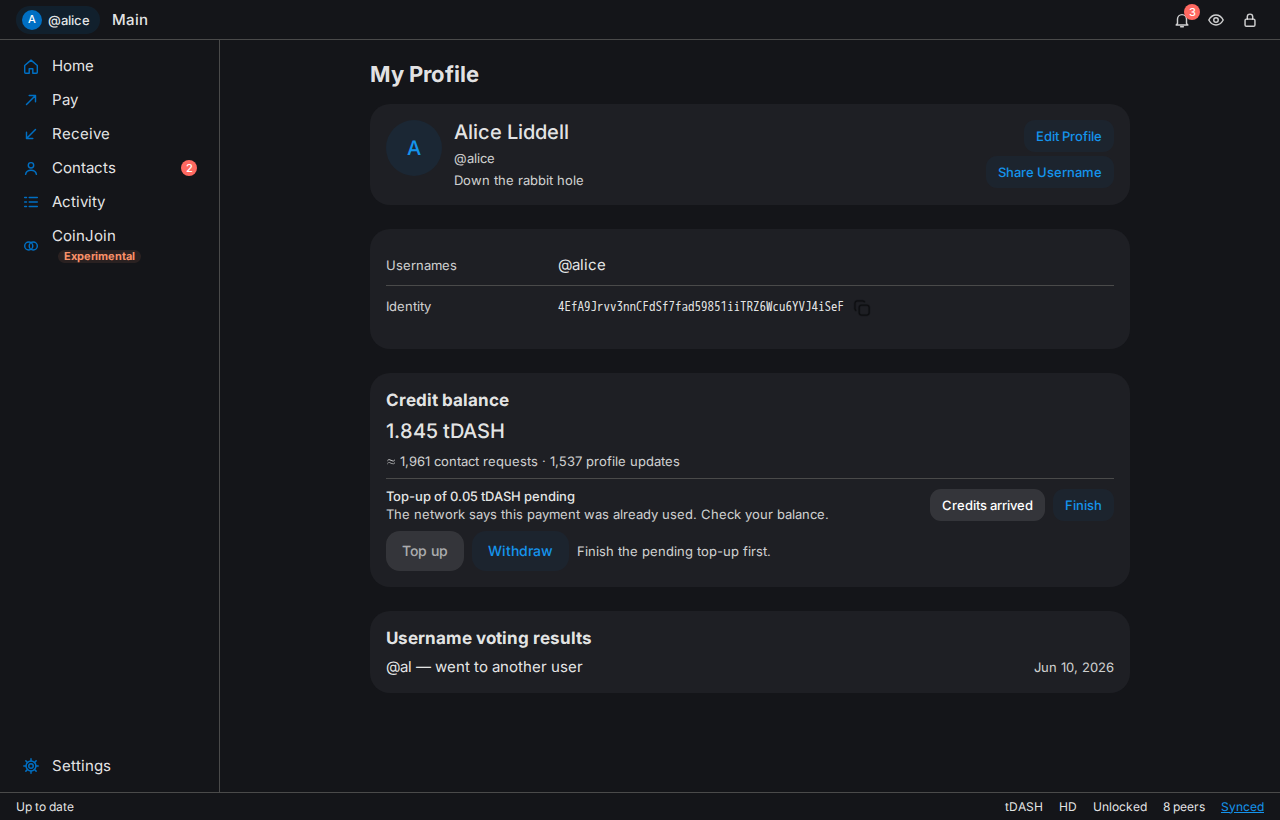 A @alice Main 3
Home
Pay
Receive
Contacts 2
Activity
CoinJoin
Experimental
Settings
My Profile
A
Alice Liddell
@alice
Down the rabbit hole
Edit Profile
Share Username
Usernames @alice
Identity 4EfA9Jrvv3nnCFdSf7fad59851iiTRZ6Wcu6YVJ4iSeF
Credit balance
1.845 tDASH
≈ 1,961 contact requests · 1,537 profile updates
Top-up of 0.05 tDASH pending
The network says this payment was already used. Check your balance.
Credits arrived Finish
Top up Withdraw Finish the pending top-up first.
Username voting results
@al — went to another user Jun 10, 2026
Up to date tDASH HD Unlocked 8 peers Synced